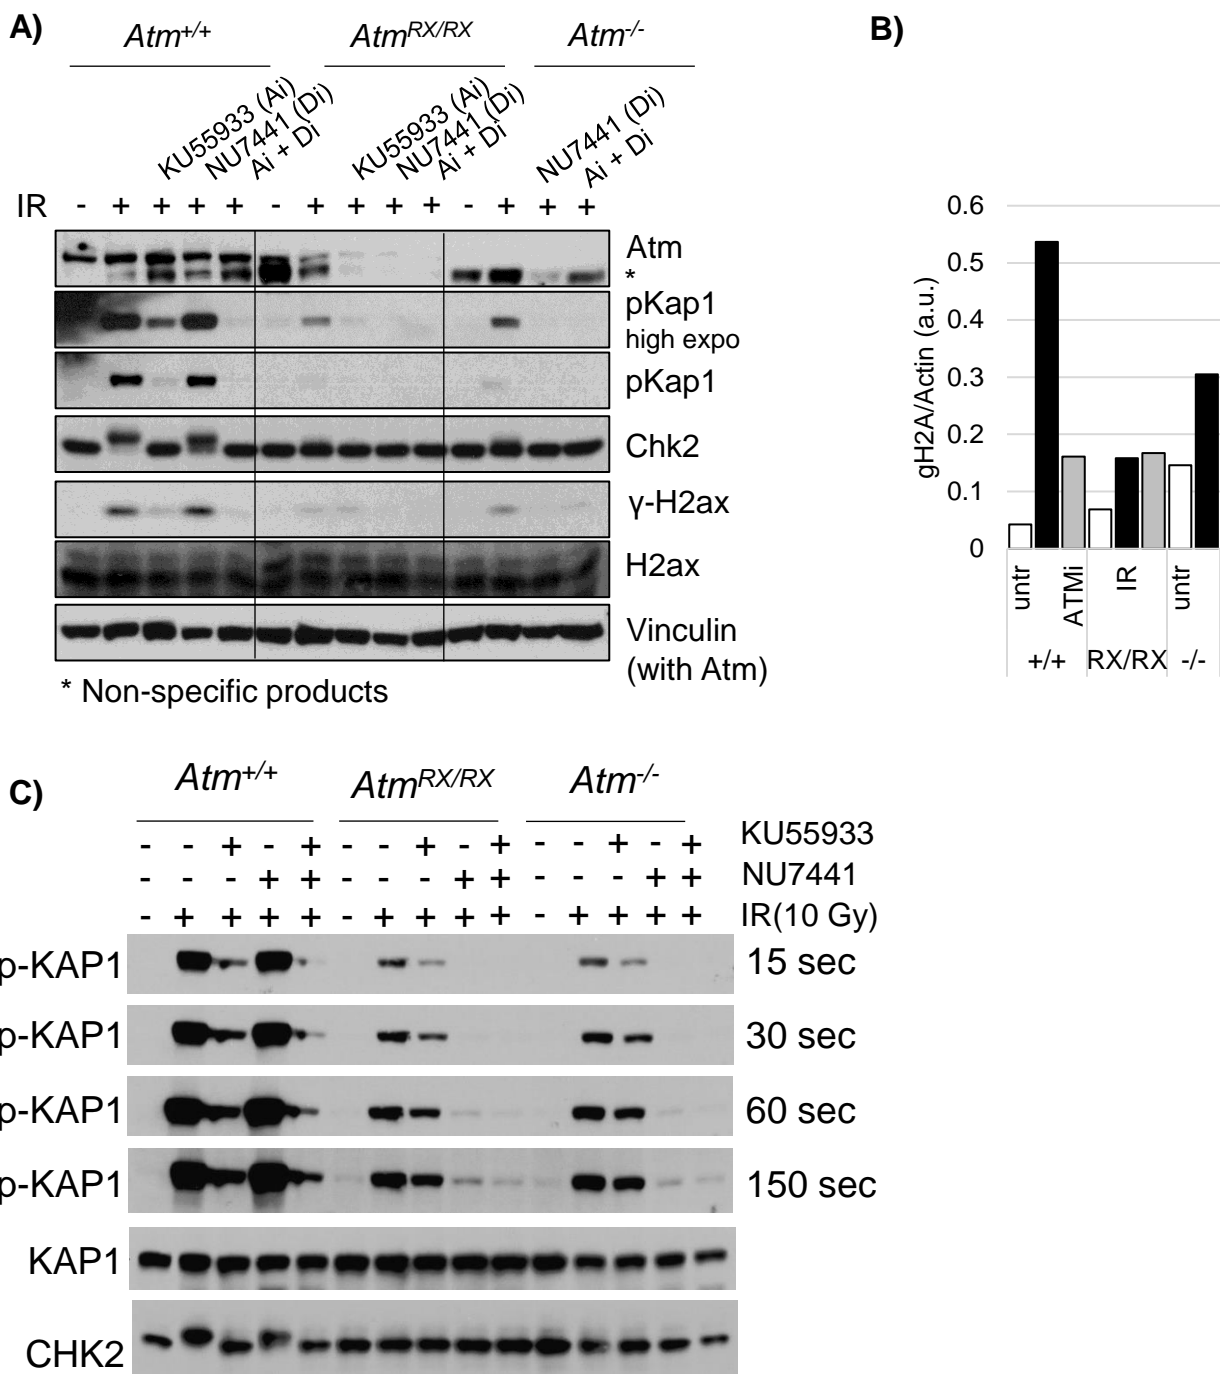 A)
Atm+/+
AtmRX/RX
Atm-/-
KU55933 (Ai)
NU7441 (Di)
Ai + Di
KU55933 (Ai)
NU7441 (Di)
Ai + Di
NU7441 (Di)
Ai + Di
IR - + + + + - + + + + - + + +
Atm
*
pKap1
high expo
pKap1
Chk2
γ-H2ax
H2ax
Vinculin
(with Atm)
* Non-specific products
B)
gH2A/Actin (a.u.)
0.6
0.5
0.4
0.3
0.2
0.1
0
untr
ATMi
IR
untr
+/+ RX/RX -/-
C)
Atm+/+
AtmRX/RX
Atm-/-
- - + - + - - + - + - - + - + KU55933
- - - + + - - - + + - - - + + NU7441
- + + + + - + + + + - + + + + IR(10 Gy)
p-KAP1 15 sec
p-KAP1 30 sec
p-KAP1 60 sec
p-KAP1 150 sec
KAP1
CHK2